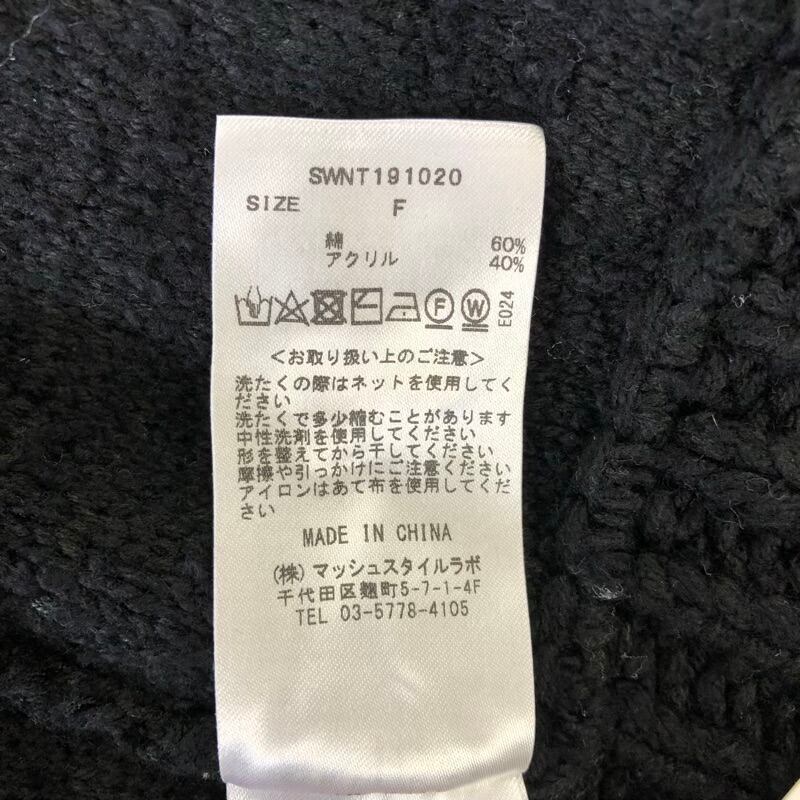 SWNT191020
SIZE F
綿 60%
アクリル 40%
F W E024
＜お取り扱い上のご注意＞
洗たくの際はネットを使用してく
ださい
洗たくで多少縮むことがあります
中性洗剤を使用してください
形を整えてから干してください
摩擦や引っかけにご注意ください
アイロンはあて布を使用してくだ
さい
MADE IN CHINA
(株) マッシュスタイルラボ
千代田区麹町5-7-1-4F
TEL 03-5778-4105